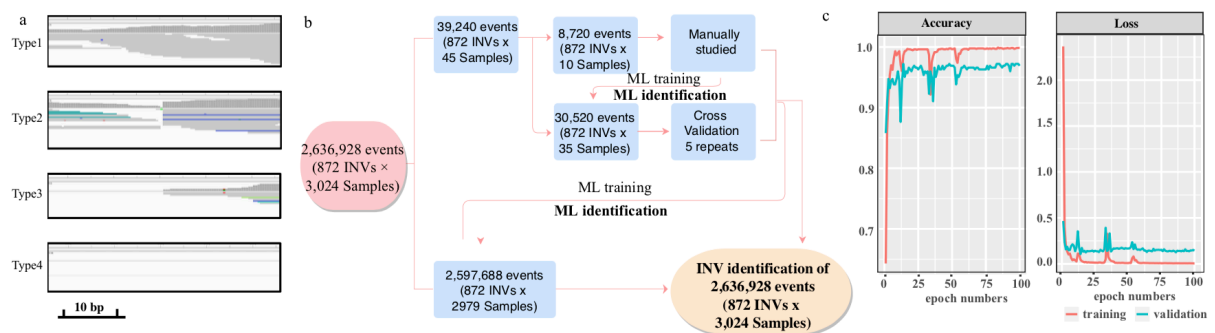 a
Type1
Type2
Type3
Type4
10 bp
b
2,636,928 events
(872 INVs ×
3,024 Samples)
39,240 events
(872 INVs x
45 Samples)
8,720 events
(872 INVs x
10 Samples)
Manually
studied
ML training
ML identification
30,520 events
(872 INVs x
35 Samples)
Cross
Validation
5 repeats
ML training
ML identification
2,597,688 events
(872 INVs x
2979 Samples)
INV identification of
2,636,928 events
(872 INVs x
3,024 Samples)
c
Accuracy
1.0
0.9
0.8
0.7
0 25 50 75 100
epoch numbers
Loss
2.0
1.5
1.0
0.5
0.0
0 25 50 75 100
epoch numbers
training validation